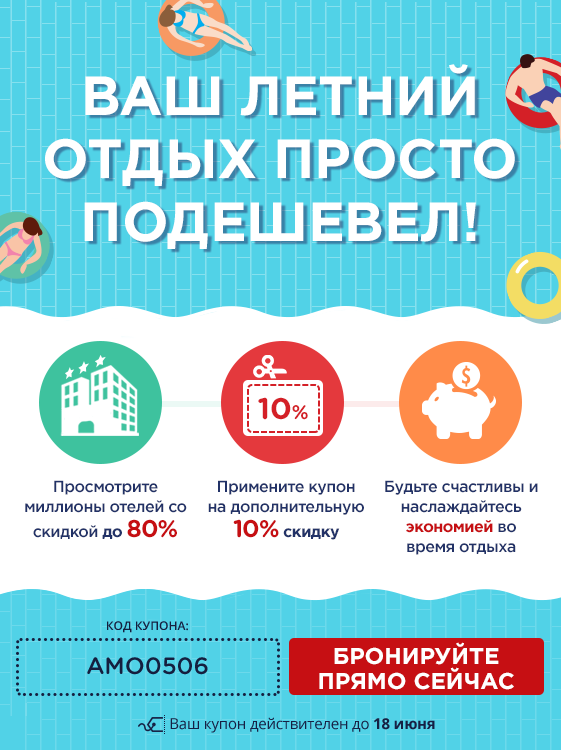 ВАШ ЛЕТНИЙ
ОТДЫХ ПРОСТО
ПОДЕШЕВЕЛ!
10%
$
Просмотрите
миллионы отелей со
скидкой до 80%
Примените купон
на дополнительную
10% скидку
Будьте счастливы и
наслаждайтесь
экономией во
время отдыха
КОД КУПОНА:
AMO0506
БРОНИРУЙТЕ
ПРЯМО СЕЙЧАС
Ваш купон действителен до 18 июня